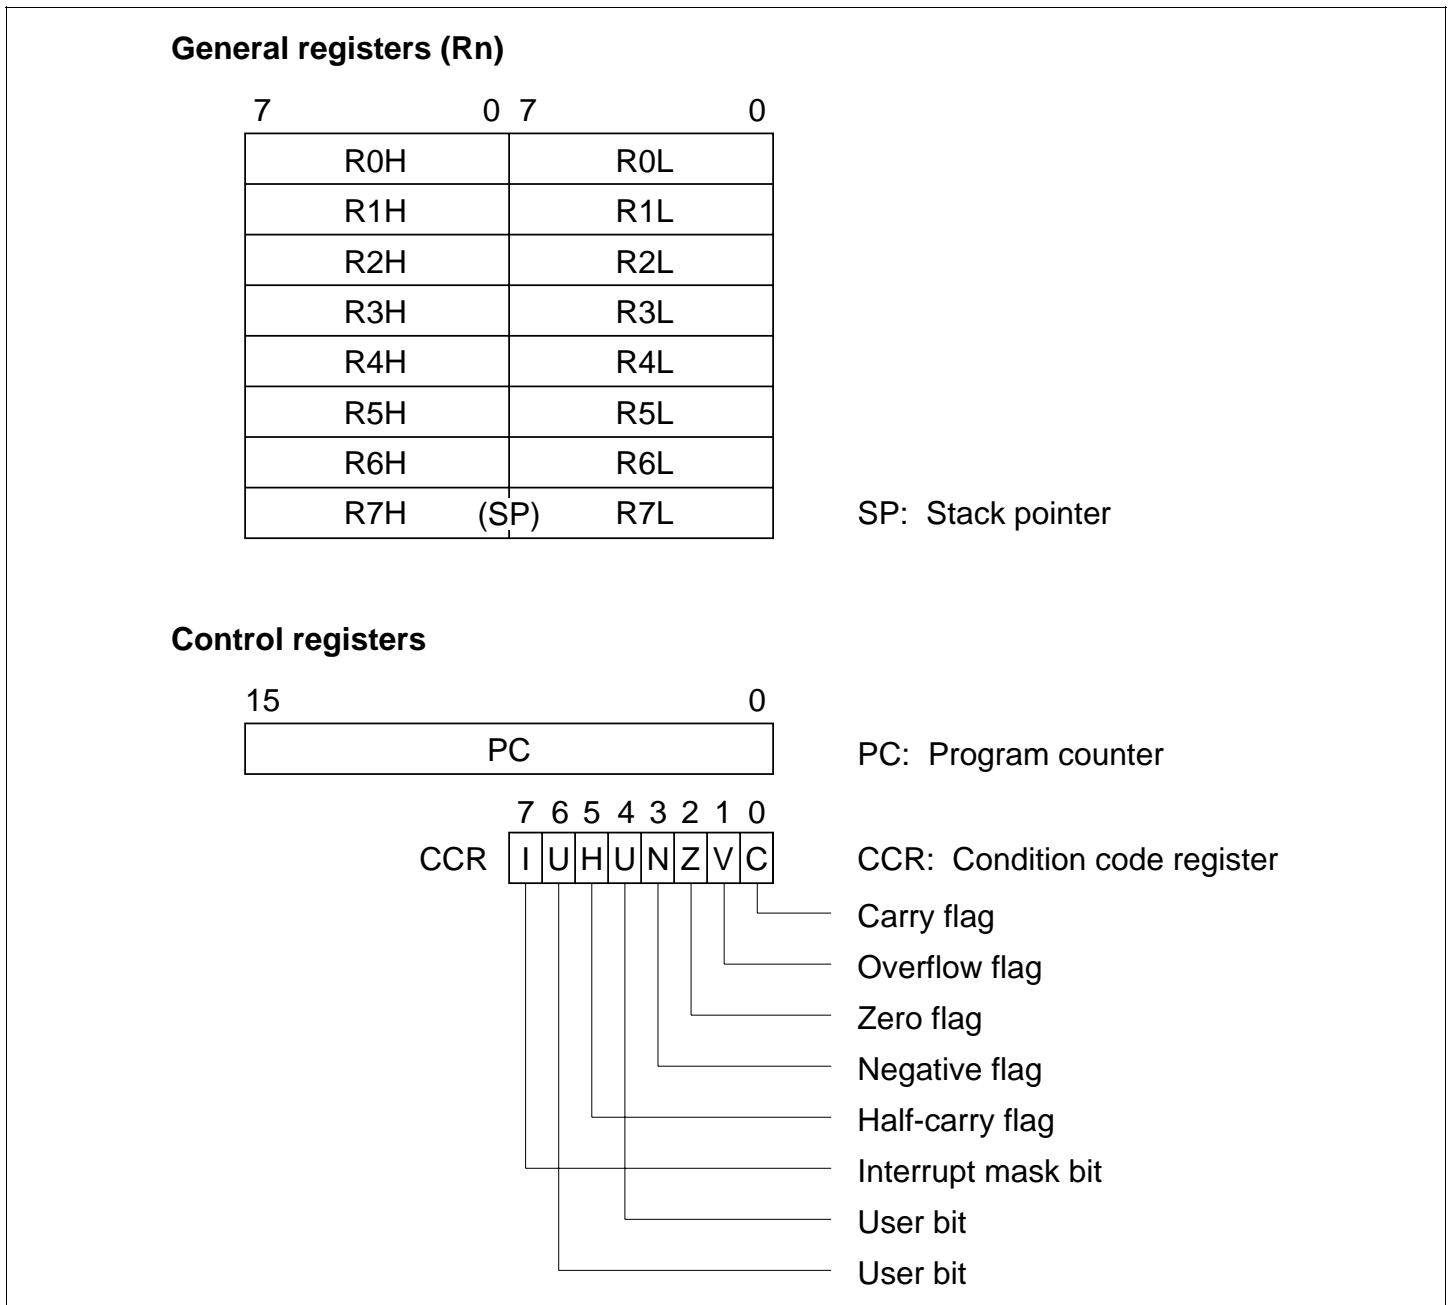 General registers (Rn)
7 0 7 0
R0H R0L
R1H R1L
R2H R2L
R3H R3L
R4H R4L
R5H R5L
R6H R6L
R7H (SP) R7L SP: Stack pointer
Control registers
15 0
PC PC: Program counter
7 6 5 4 3 2 1 0
CCR I U H U N Z V C CCR: Condition code register
Carry flag
Overflow flag
Zero flag
Negative flag
Half-carry flag
Interrupt mask bit
User bit
User bit